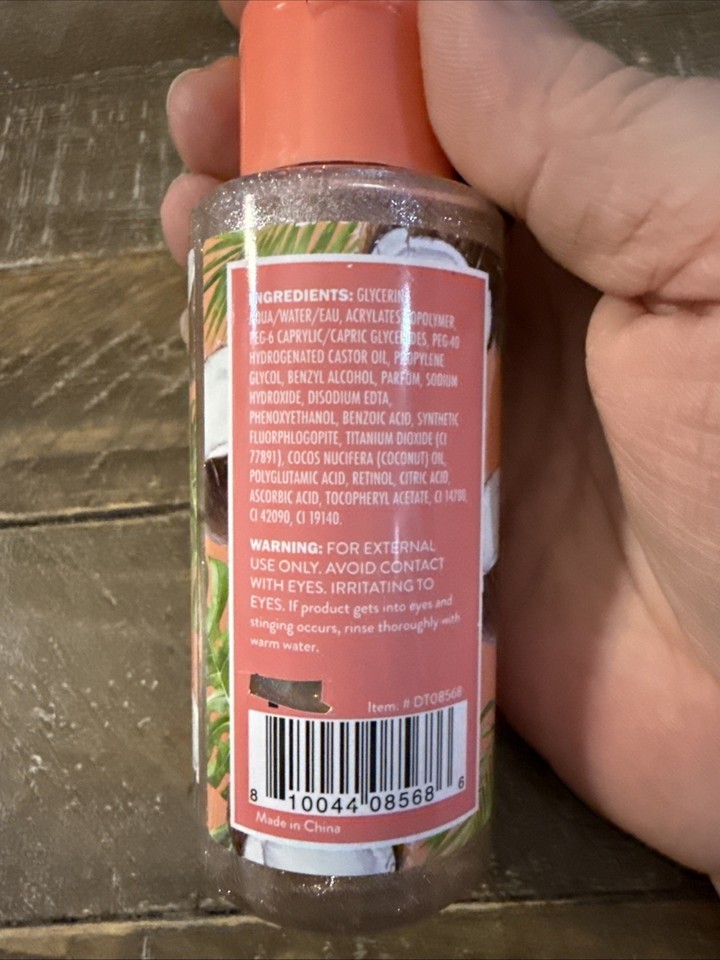 INGREDIENTS: GLYCERIN,
AQUA/WATER/EAU, ACRYLATES COPOLYMER,
PEG-6 CAPRYLIC/CAPRIC GLYCERIDES, PEG-40
HYDROGENATED CASTOR OIL, PROPYLENE
GLYCOL, BENZYL ALCOHOL, PARFUM, SODIUM
HYDROXIDE, DISODIUM EDTA,
PHENOXYETHANOL, BENZOIC ACID, SYNTHETIC
FLUORPHLOGOPITE, TITANIUM DIOXIDE (CI
77891), COCOS NUCIFERA (COCONUT) OIL,
POLYGLUTAMIC ACID, RETINOL, CITRIC ACID,
ASCORBIC ACID, TOCOPHERYL ACETATE, CI 14700,
CI 42090, CI 19140.
WARNING: FOR EXTERNAL
USE ONLY. AVOID CONTACT
WITH EYES. IRRITATING TO
EYES. If product gets into eyes and
stinging occurs, rinse thoroughly with
warm water.
Item. # DT08568
8 10044 08568 6
Made in China